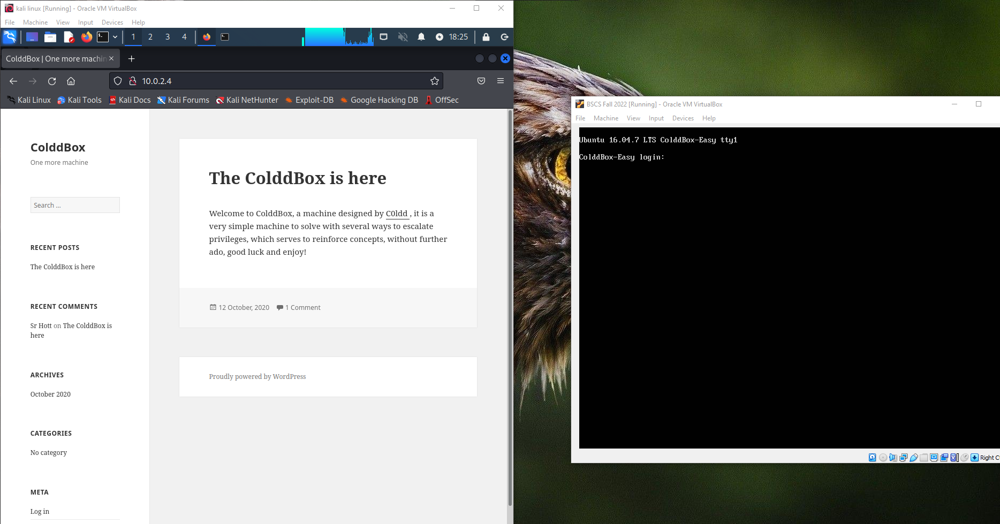 kali linux [Running] - Oracle VM VirtualBox
File Machine View Input Devices Help
1 2 3 4 18:25
ColddBox | One more machin
10.0.2.4
Kali Linux Kali Tools Kali Docs Kali Forums Kali NetHunter Exploit-DB Google Hacking DB OffSec
ColddBox
One more machine
Search ...
RECENT POSTS
The ColddBox is here
RECENT COMMENTS
Sr Hott on The ColddBox is
here
ARCHIVES
October 2020
CATEGORIES
No category
META
Log in
The ColddBox is here
Welcome to ColddBox, a machine designed by C0ldd , it is a
very simple machine to solve with several ways to escalate
privileges, which serves to reinforce concepts, without further
ado, good luck and enjoy!
12 October, 2020 1 Comment
Proudly powered by WordPress
BSCS Fall 2022 [Running] - Oracle VM VirtualBox
File Machine View Input Devices Help
Ubuntu 16.04.7 LTS ColddBox-Easy tty1
ColddBox-Easy login:
Right C